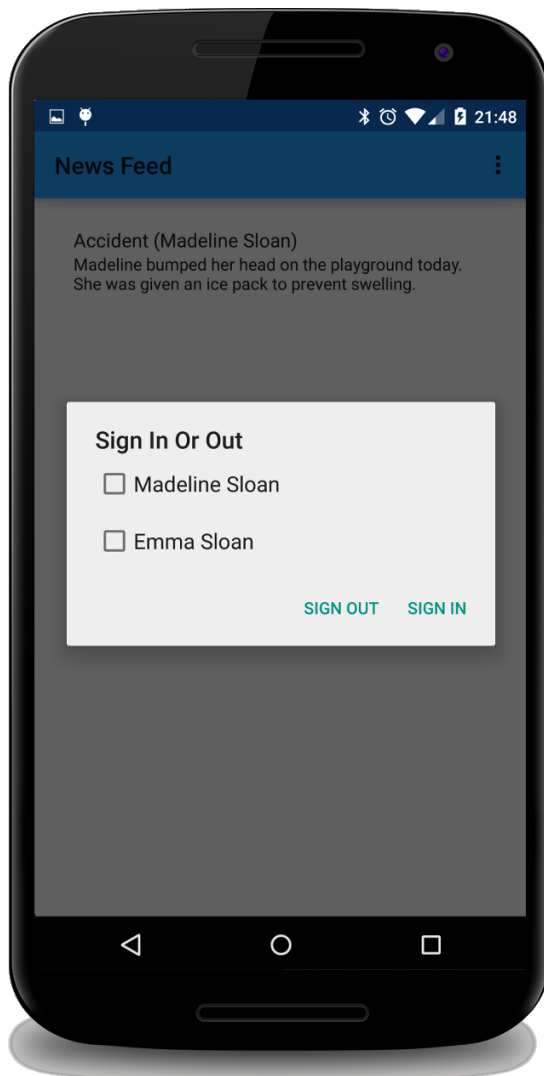 21:48
News Feed
Accident (Madeline Sloan)
Madeline bumped her head on the playground today.
She was given an ice pack to prevent swelling.
Sign In Or Out
Madeline Sloan
Emma Sloan
SIGN OUT SIGN IN